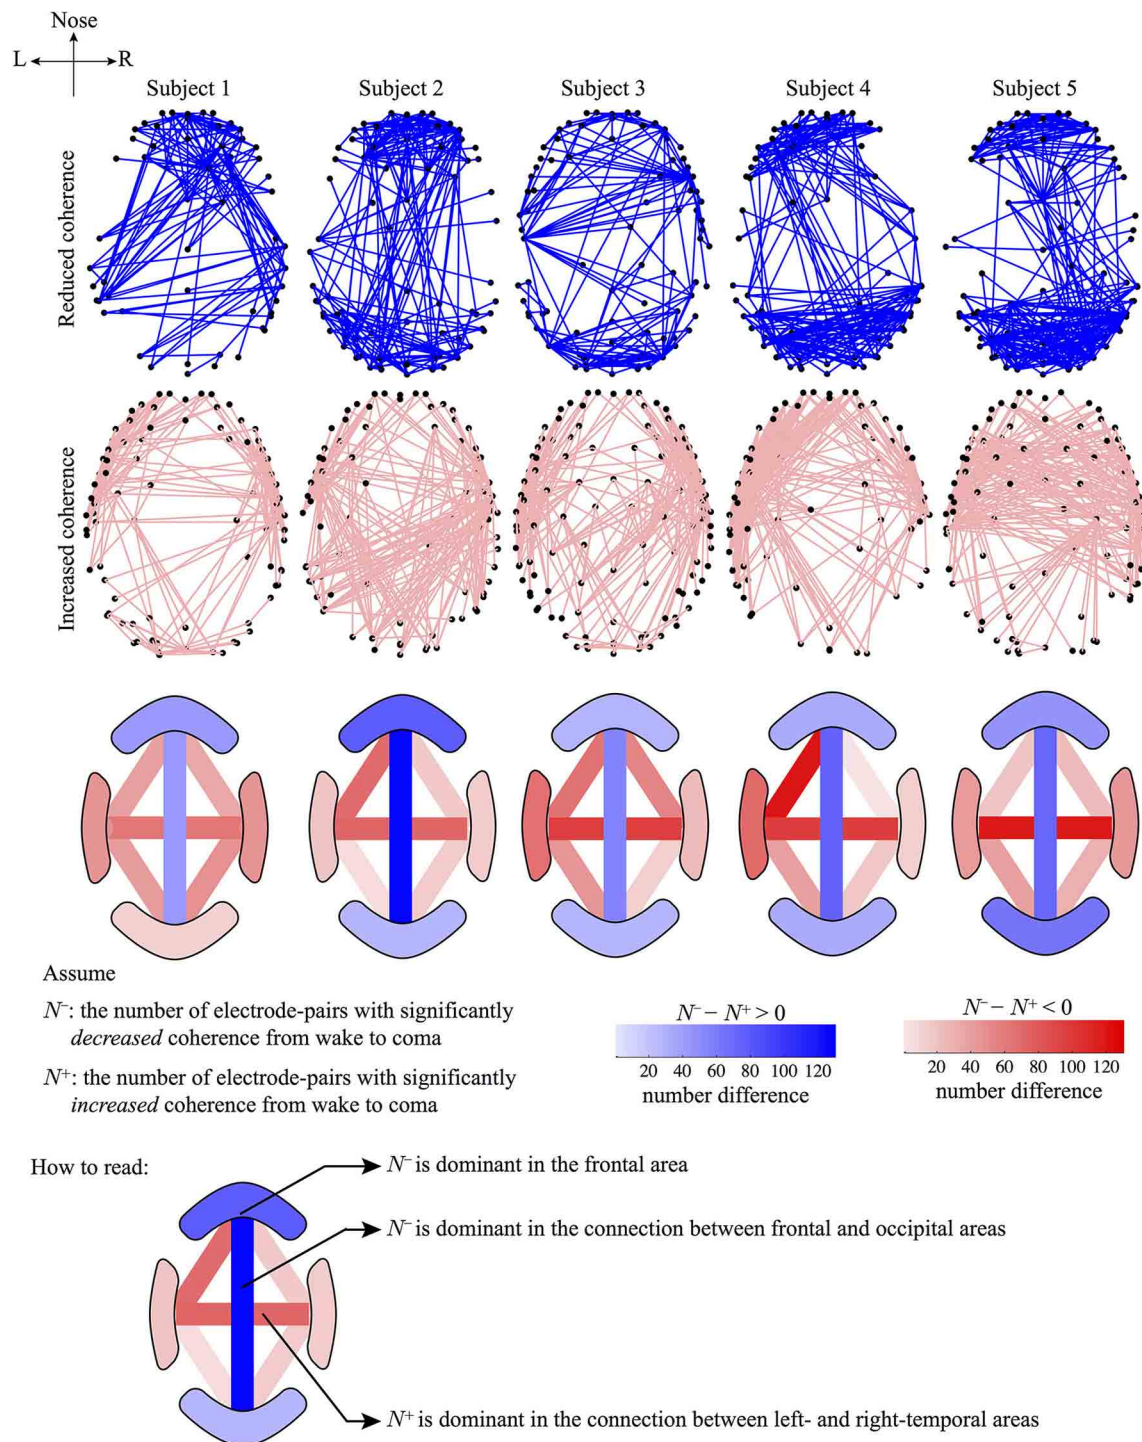 Nose
L R
Subject 1 Subject 2 Subject 3 Subject 4 Subject 5
Reduced coherence
Increased coherence
Assume
N−: the number of electrode-pairs with significantly
decreased coherence from wake to coma
N+: the number of electrode-pairs with significantly
increased coherence from wake to coma
N− − N+ > 0
20 40 60 80 100 120
number difference
N− − N+ < 0
20 40 60 80 100 120
number difference
How to read:
N− is dominant in the frontal area
N− is dominant in the connection between frontal and occipital areas
N+ is dominant in the connection between left- and right-temporal areas